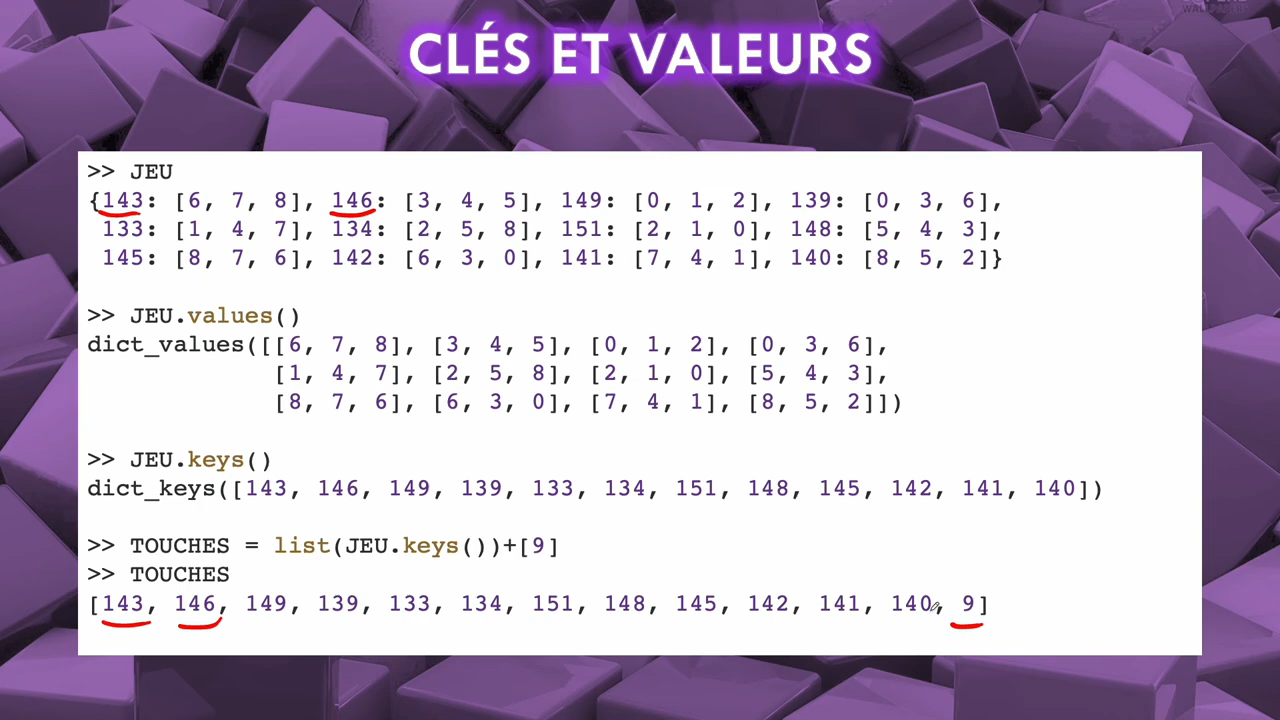 CLÉS ET VALEURS
>> JEU
{143: [6, 7, 8], 146: [3, 4, 5], 149: [0, 1, 2], 139: [0, 3, 6],
133: [1, 4, 7], 134: [2, 5, 8], 151: [2, 1, 0], 148: [5, 4, 3],
145: [8, 7, 6], 142: [6, 3, 0], 141: [7, 4, 1], 140: [8, 5, 2]}
>> JEU.values()
dict_values([[6, 7, 8], [3, 4, 5], [0, 1, 2], [0, 3, 6],
[1, 4, 7], [2, 5, 8], [2, 1, 0], [5, 4, 3],
[8, 7, 6], [6, 3, 0], [7, 4, 1], [8, 5, 2]])
>> JEU.keys()
dict_keys([143, 146, 149, 139, 133, 134, 151, 148, 145, 142, 141, 140])
>> TOUCHES = list(JEU.keys())+[9]
>> TOUCHES
[143, 146, 149, 139, 133, 134, 151, 148, 145, 142, 141, 140, 9]